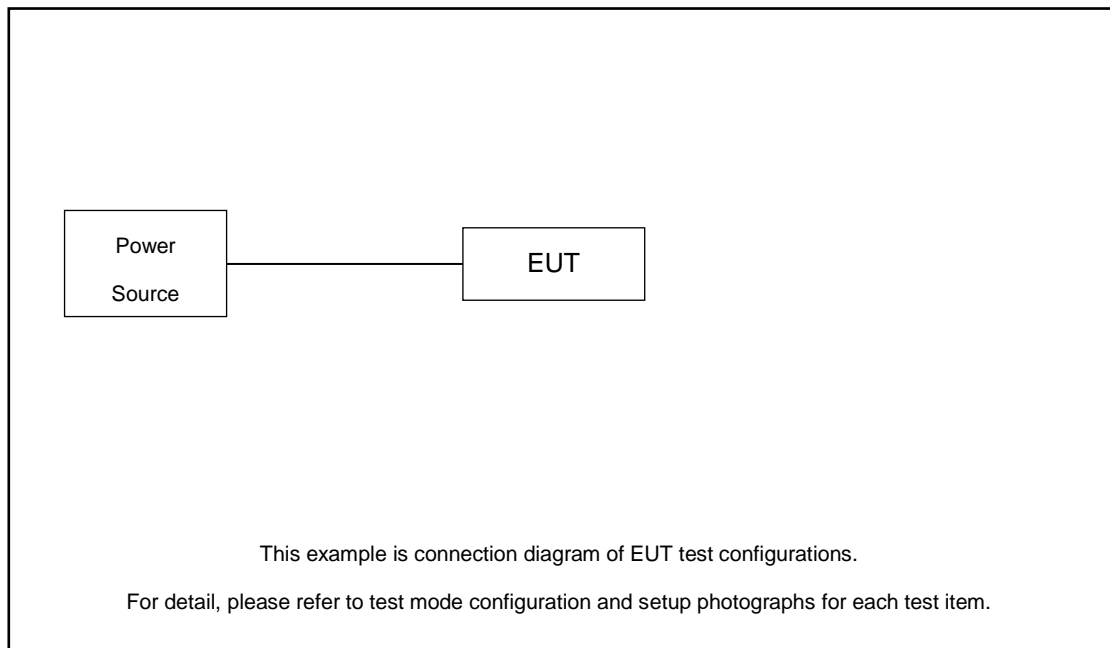 Power
Source
EUT
This example is connection diagram of EUT test configurations.
For detail, please refer to test mode configuration and setup photographs for each test item.